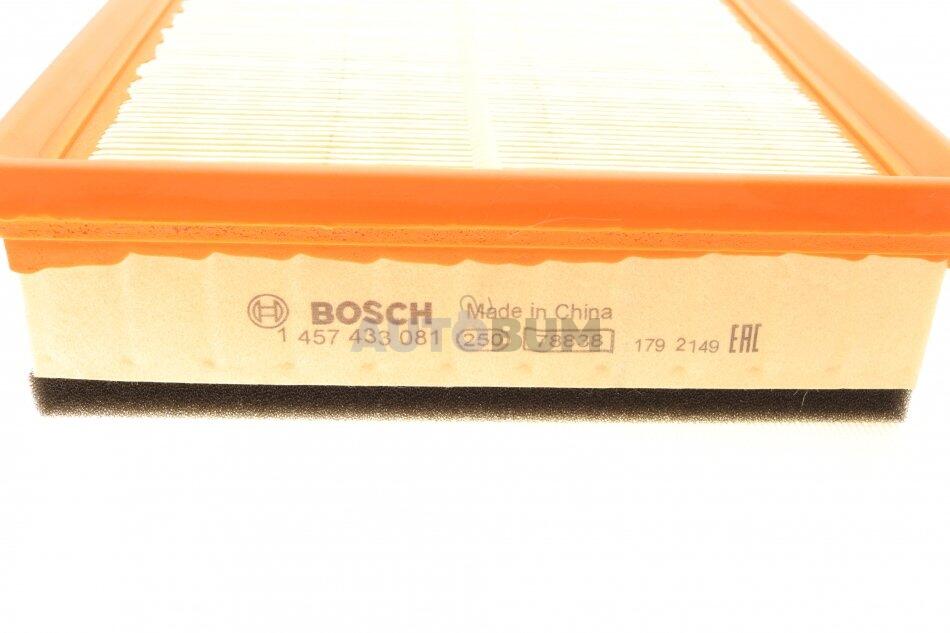 BOSCH Made in China
1 457 433 081 250 78838 179 2149 EAC
AUTOBUM